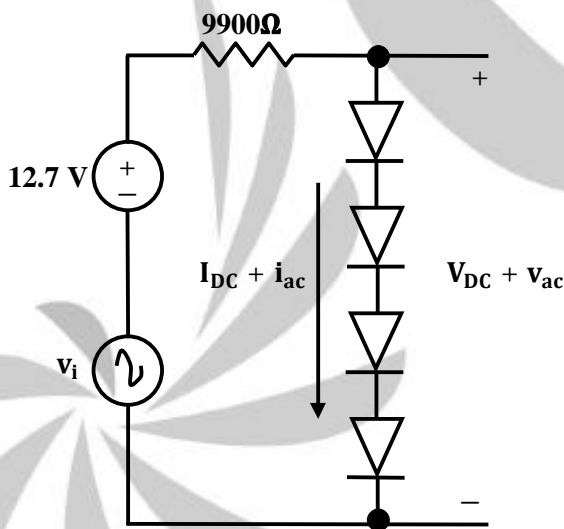 9900Ω
+
12.7 V
+
−
I_DC + i_ac
V_DC + v_ac
v_i
−